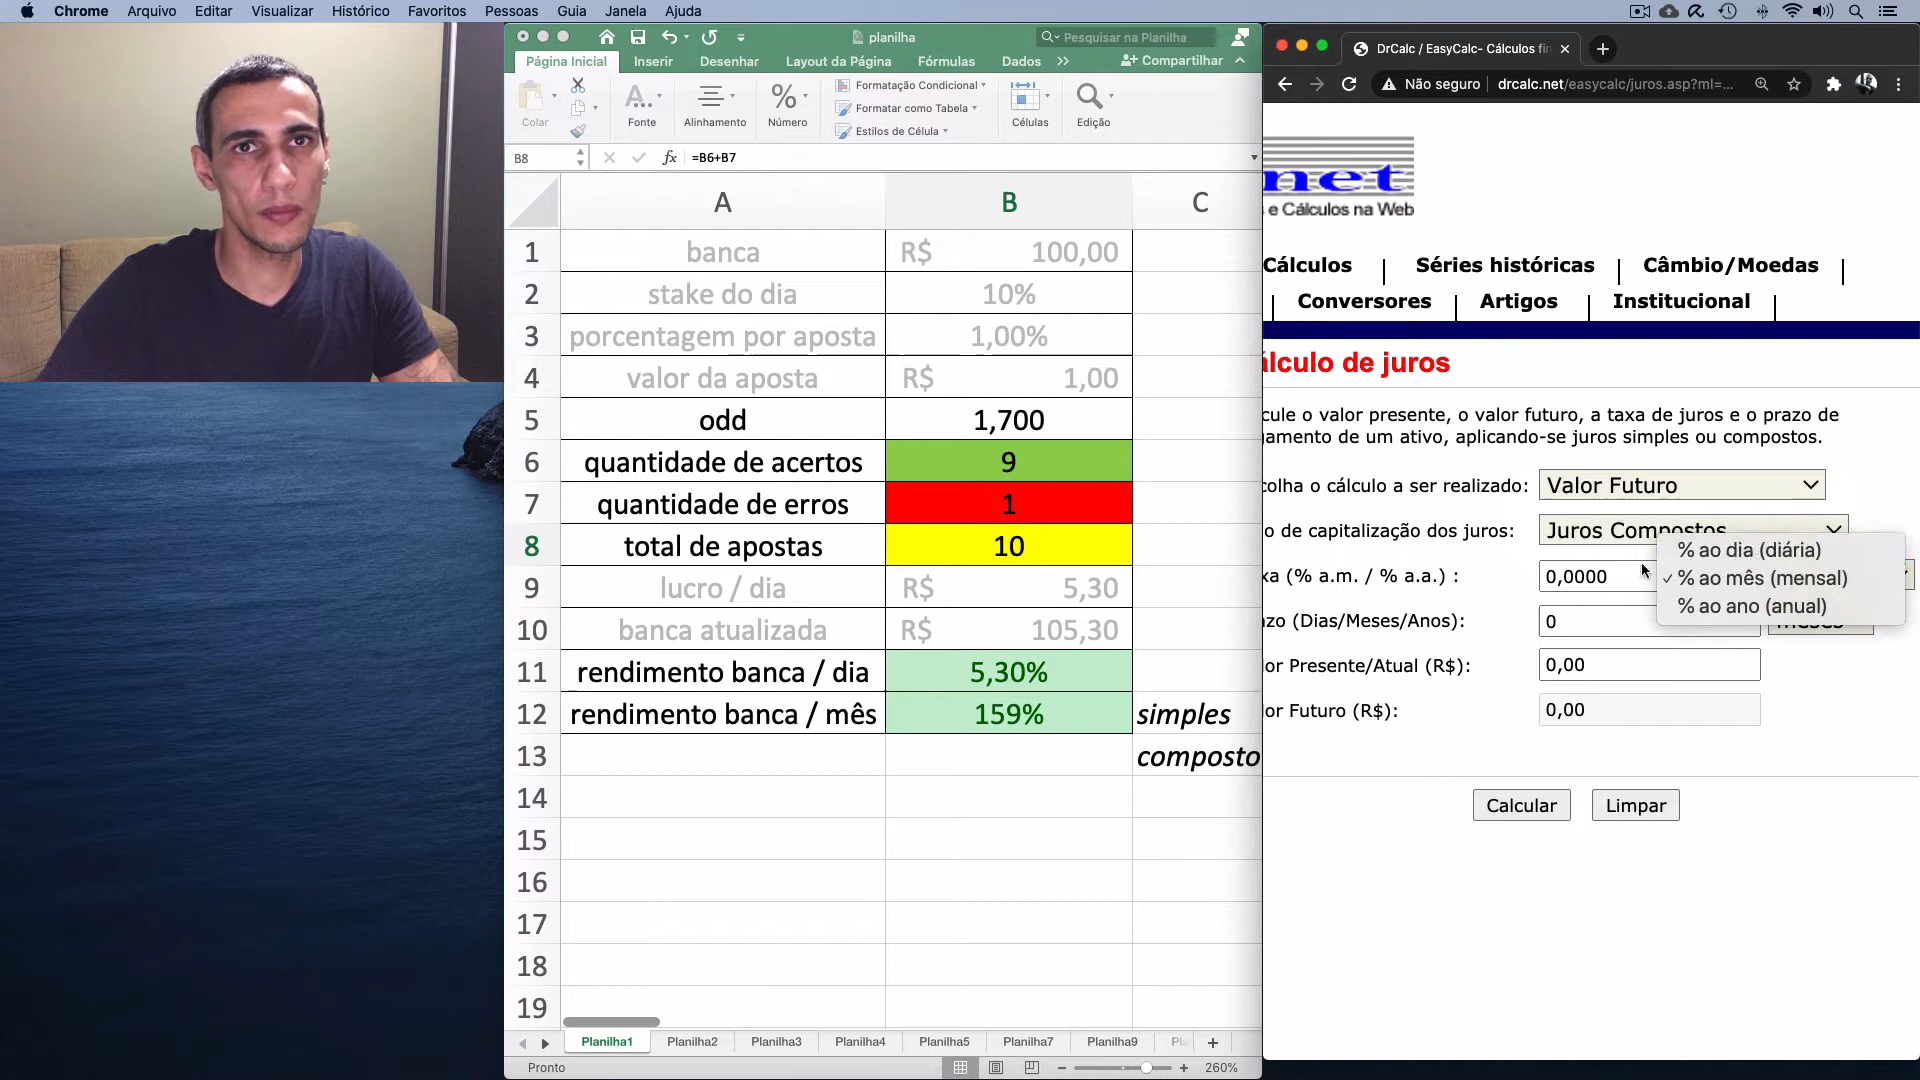 Chrome Arquivo Editar Visualizar Histórico Favoritos Pessoas Guia Janela Ajuda
planilha
Pesquisar na Planilha
Página Inicial Inserir Desenhar Layout da Página Fórmulas Dados Compartilhar
Colar Fonte Alinhamento Número Formatação Condicional Formatar como Tabela Estilos de Célula Células Edição
B8 fx =B6+B7
A B C
1 banca R$ 100,00
2 stake do dia 10%
3 porcentagem por aposta 1,00%
4 valor da aposta R$ 1,00
5 odd 1,700
6 quantidade de acertos 9
7 quantidade de erros 1
8 total de apostas 10
9 lucro / dia R$ 5,30
10 banca atualizada R$ 105,30
11 rendimento banca / dia 5,30%
12 rendimento banca / mês 159% simples
13 composto
14
15
16
17
18
19
Planilha1 Planilha2 Planilha3 Planilha4 Planilha5 Planilha7 Planilha9
Pronto 260%
DrCalc / EasyCalc- Cálculos fin
Não seguro drcalc.net/easycalc/juros.asp?ml=...
net
e Cálculos na Web
Cálculos Séries históricas Câmbio/Moedas
Conversores Artigos Institucional
álculo de juros
cule o valor presente, o valor futuro, a taxa de juros e o prazo de
gamento de um ativo, aplicando-se juros simples ou compostos.
colha o cálculo a ser realizado: Valor Futuro
o de capitalização dos juros: Juros Compostos
% ao dia (diária)
xa (% a.m. / % a.a.) : 0,0000 ✓ % ao mês (mensal)
% ao ano (anual)
azo (Dias/Meses/Anos): 0 meses
or Presente/Atual (R$): 0,00
or Futuro (R$): 0,00
Calcular Limpar